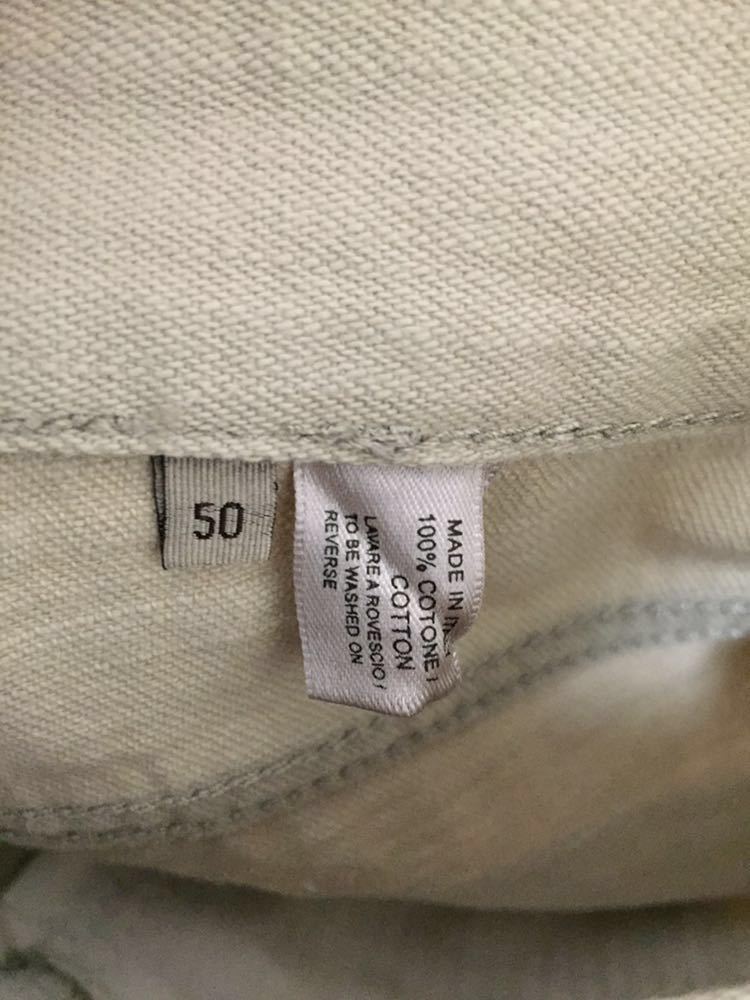 50
MADE IN
100% COTONE /
COTTON
LAVARE A ROVESCIO /
TO BE WASHED ON
REVERSE